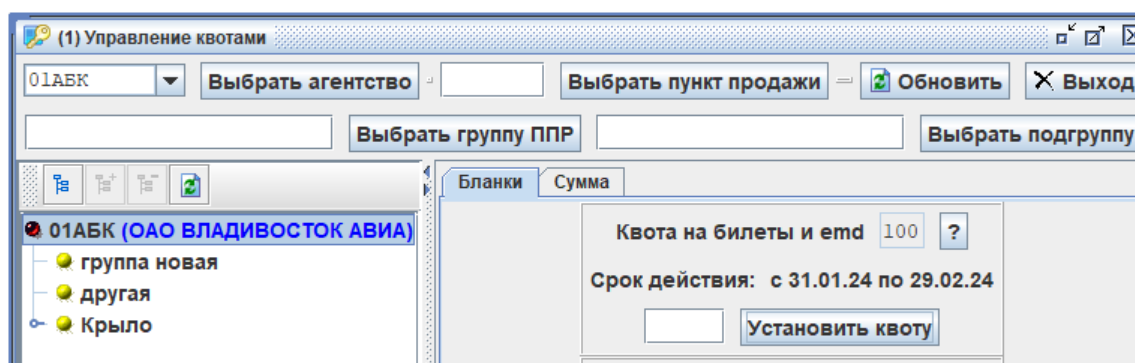 (1) Управление квотами
01АБК Выбрать агентство Выбрать пункт продажи Обновить Выход
Выбрать группу ППР Выбрать подгруппу
Бланки Сумма
01АБК (ОАО ВЛАДИВОСТОК АВИА)
группа новая
другая
Крыло
Квота на билеты и emd 100 ?
Срок действия: с 31.01.24 по 29.02.24
Установить квоту